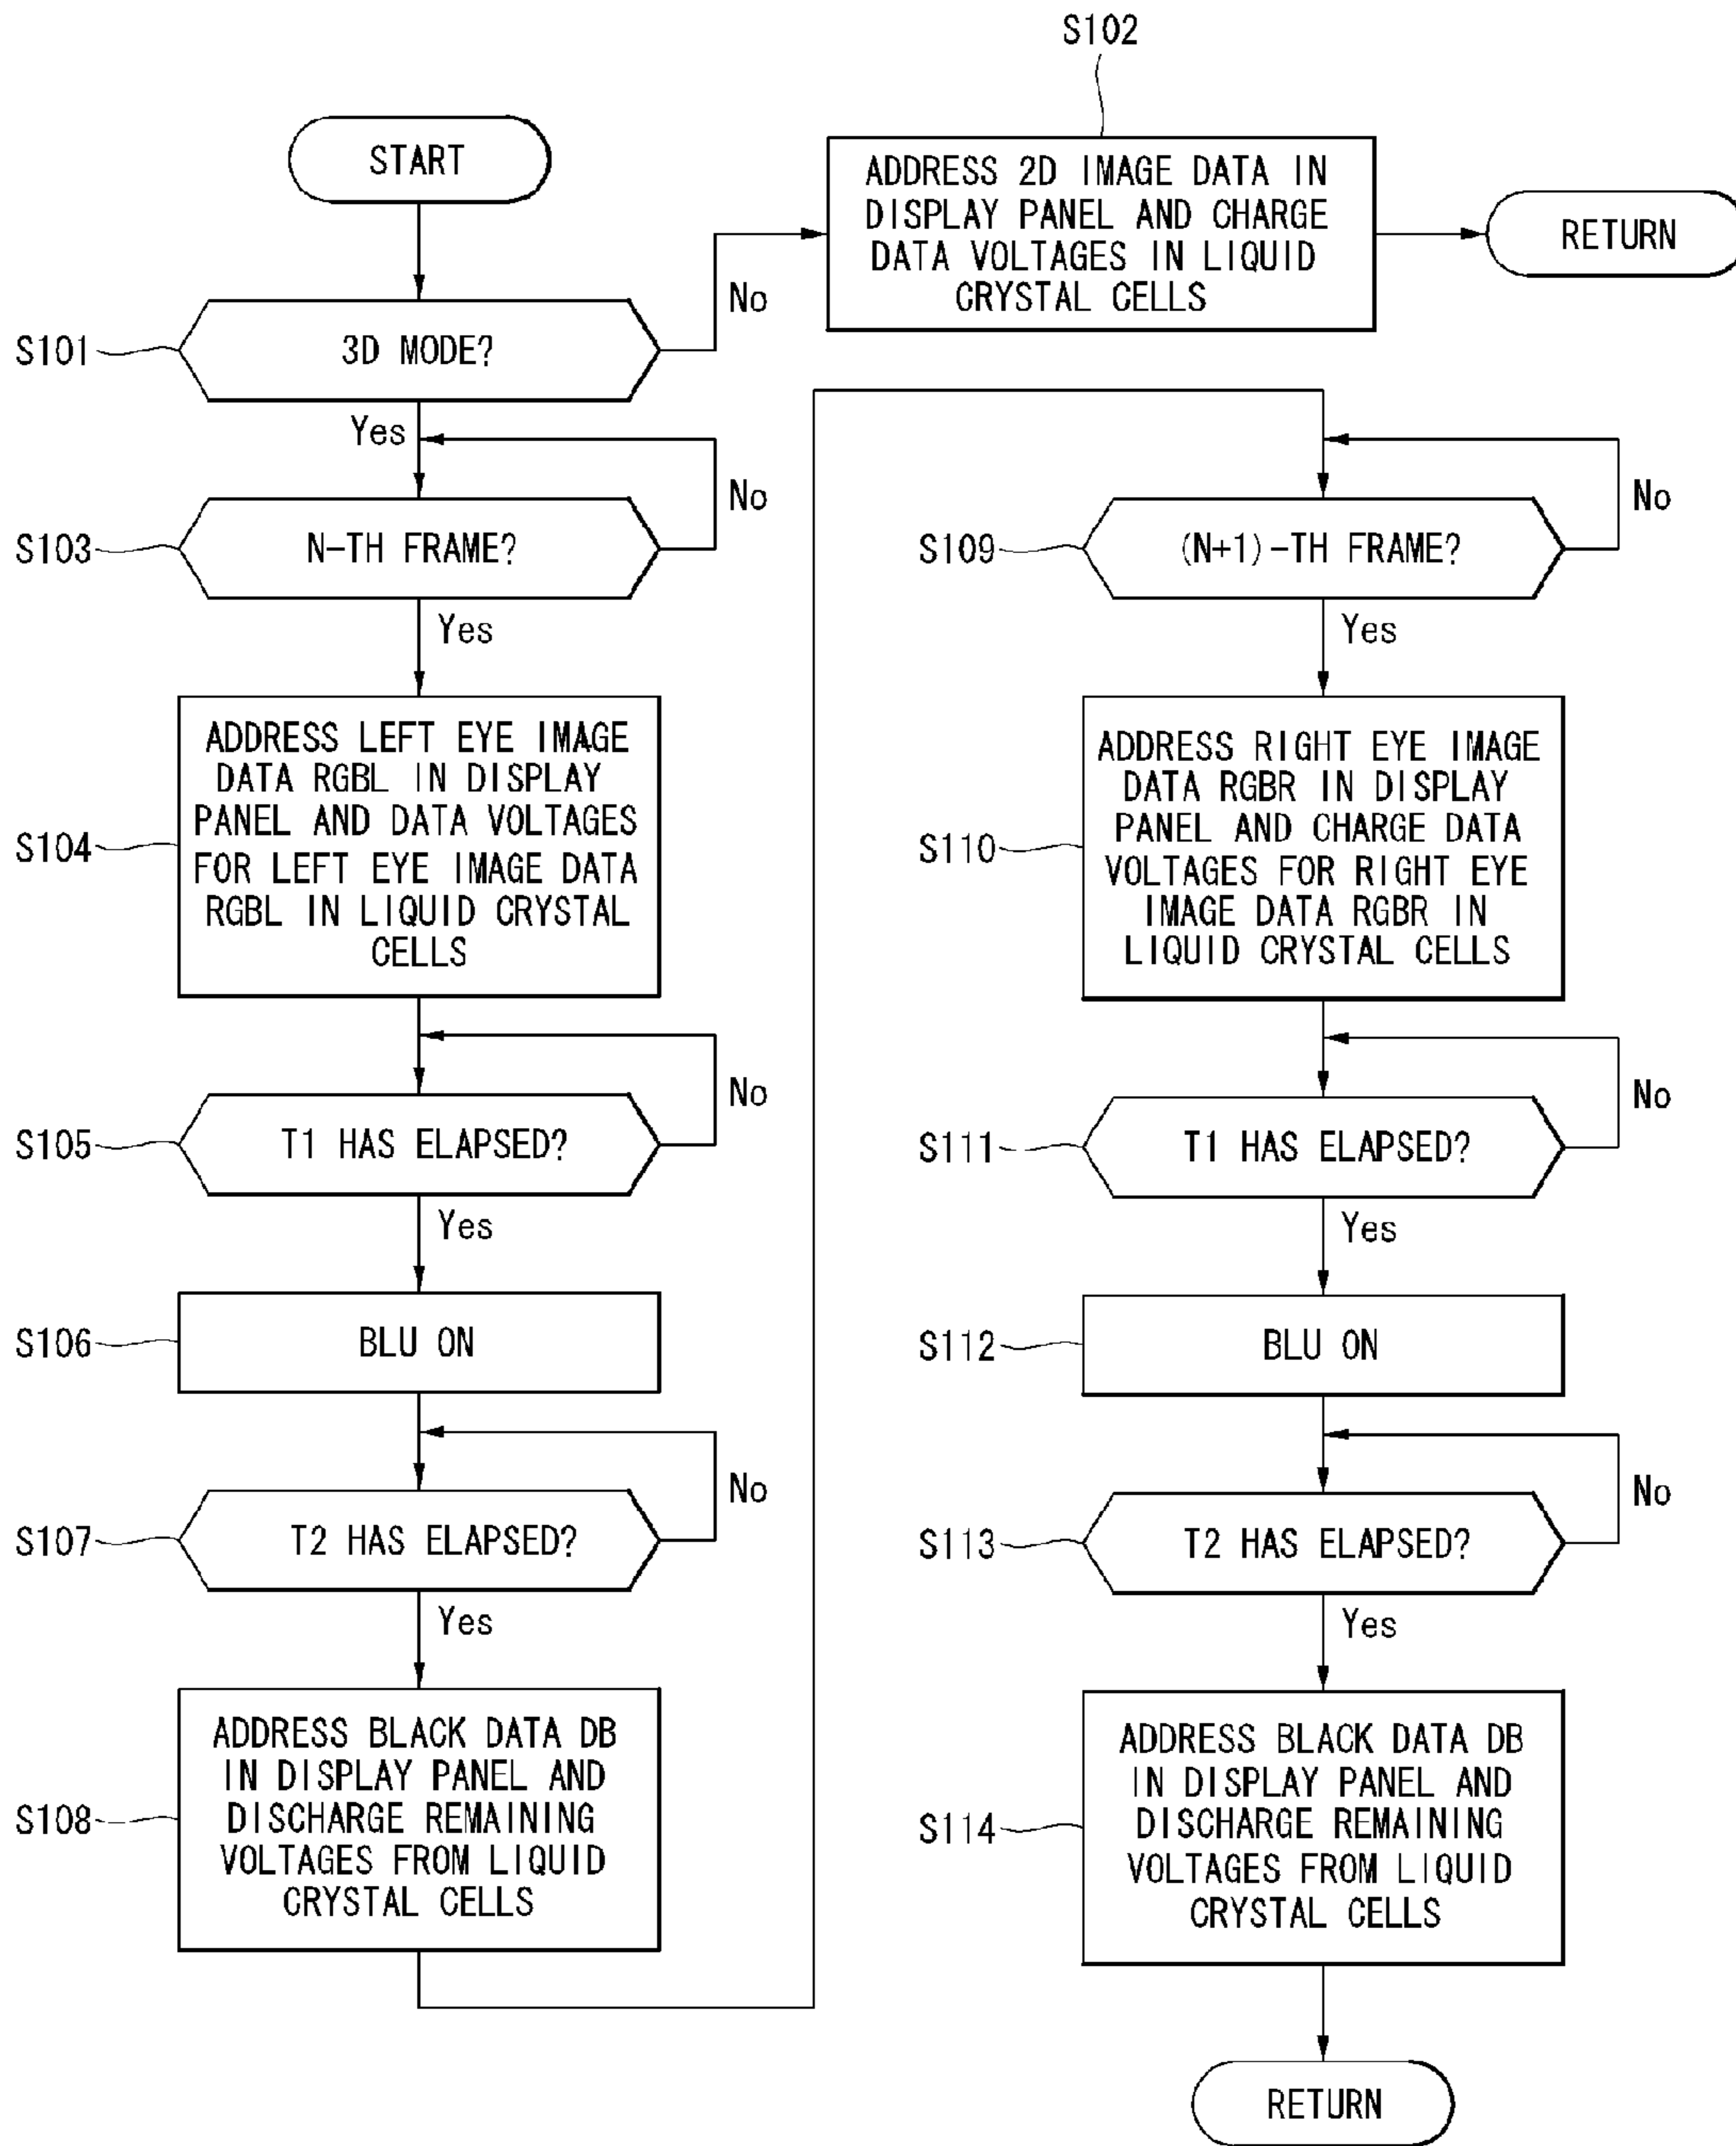 S102
START
ADDRESS 2D IMAGE DATA IN
DISPLAY PANEL AND CHARGE
DATA VOLTAGES IN LIQUID
CRYSTAL CELLS
RETURN
No
S101
3D MODE?
Yes
No
S103
N-TH FRAME?
Yes
S104
ADDRESS LEFT EYE IMAGE
DATA RGBL IN DISPLAY
PANEL AND DATA VOLTAGES
FOR LEFT EYE IMAGE DATA
RGBL IN LIQUID CRYSTAL
CELLS
No
S105
T1 HAS ELAPSED?
Yes
S106
BLU ON
No
S107
T2 HAS ELAPSED?
Yes
S108
ADDRESS BLACK DATA DB
IN DISPLAY PANEL AND
DISCHARGE REMAINING
VOLTAGES FROM LIQUID
CRYSTAL CELLS
No
S109
(N+1)-TH FRAME?
Yes
S110
ADDRESS RIGHT EYE IMAGE
DATA RGBR IN DISPLAY
PANEL AND CHARGE DATA
VOLTAGES FOR RIGHT EYE
IMAGE DATA RGBR IN
LIQUID CRYSTAL CELLS
No
S111
T1 HAS ELAPSED?
Yes
S112
BLU ON
No
S113
T2 HAS ELAPSED?
Yes
S114
ADDRESS BLACK DATA DB
IN DISPLAY PANEL AND
DISCHARGE REMAINING
VOLTAGES FROM LIQUID
CRYSTAL CELLS
RETURN